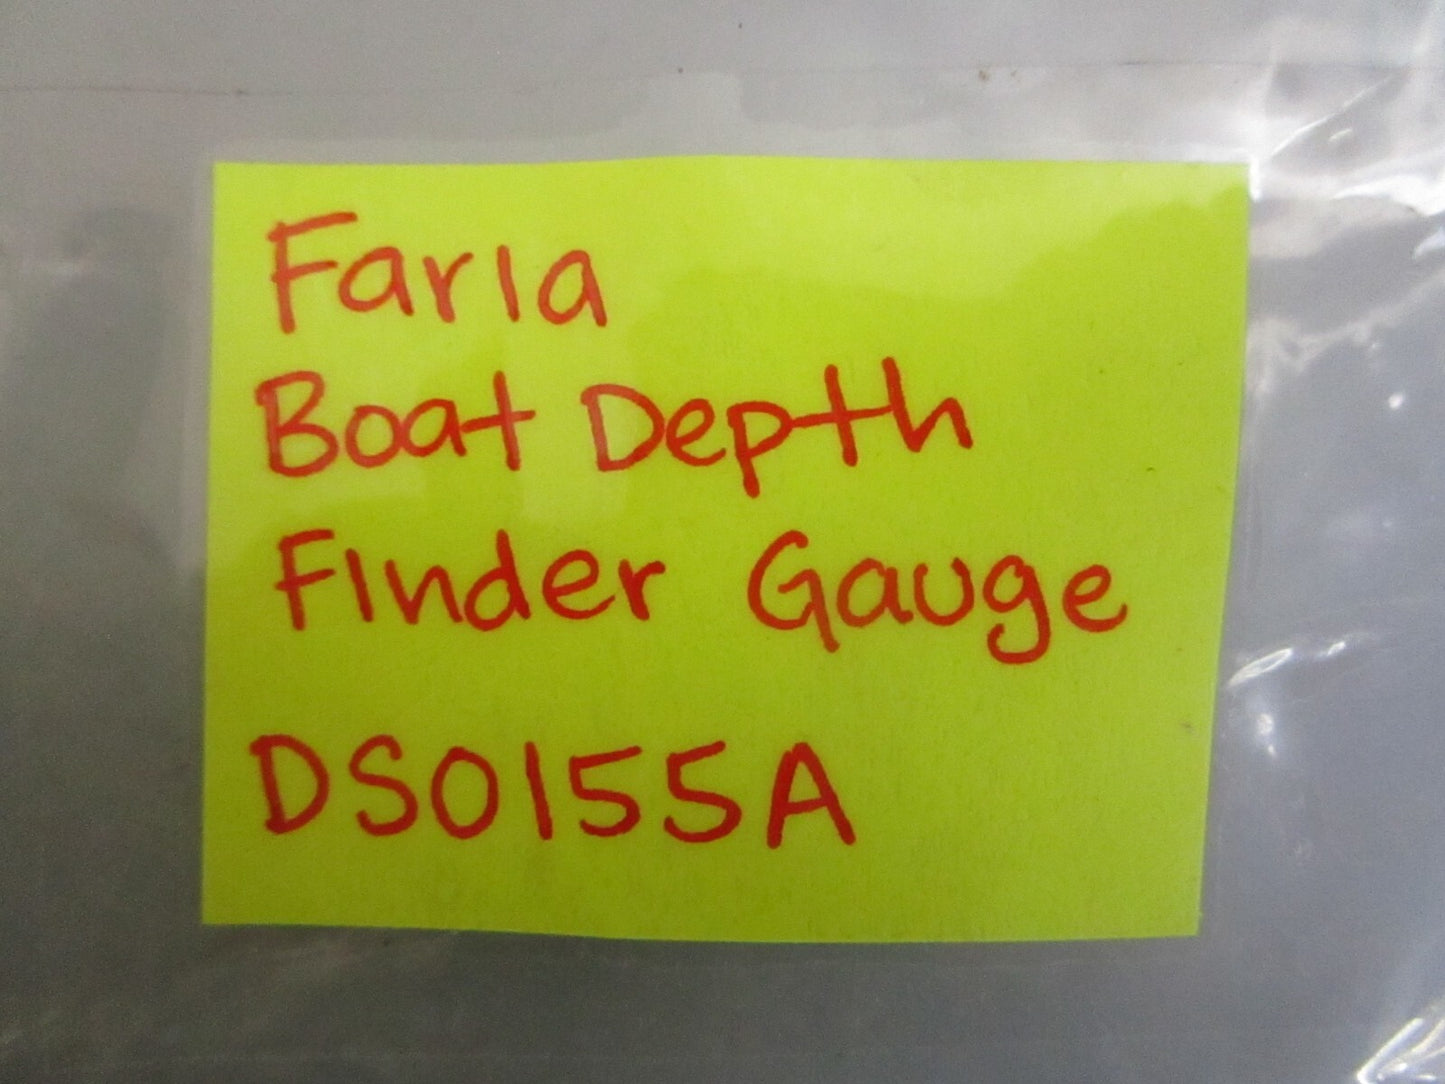 Faria
Boat Depth
Finder Gauge
DS0155A